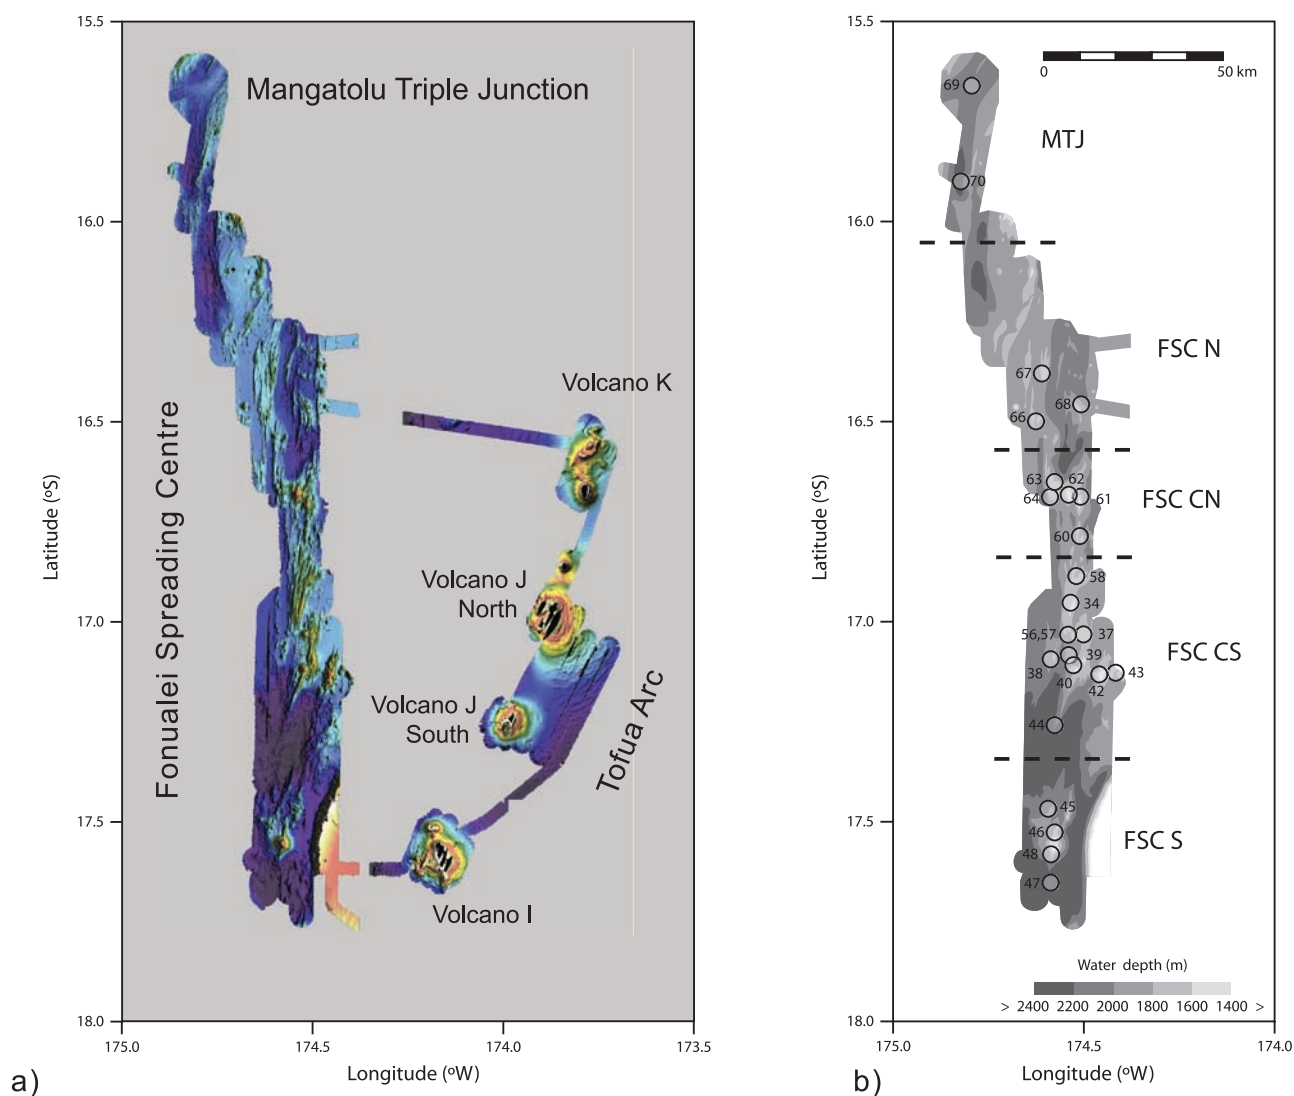 15.5
16.0
16.5
17.0
17.5
18.0
Latitude (ºS)
175.0
174.5
174.0
173.5
Longitude (ºW)
Mangatolu Triple Junction
Fonualei Spreading Centre
Volcano K
Volcano J
North
Volcano J
South
Tofua Arc
Volcano I
a)
15.5
16.0
16.5
17.0
17.5
18.0
Latitude (ºS)
175.0
174.5
174.0
Longitude (ºW)
0
50 km
69
MTJ
70
FSC N
67
68
66
63
62
64
61
FSC CN
60
58
34
56,57
37
39
FSC CS
38
40
43
42
44
45
46
FSC S
48
47
Water depth (m)
> 2400 2200 2000 1800 1600 1400 >
b)